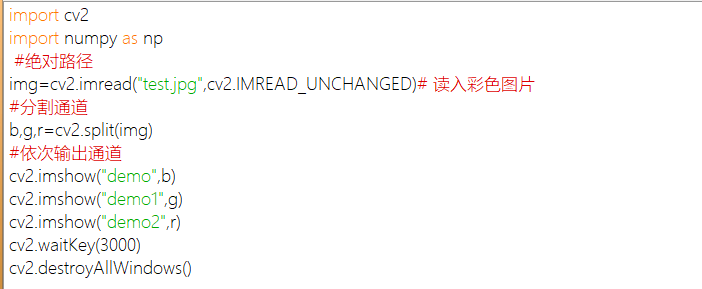 import cv2
import numpy as np
#绝对路径
img=cv2.imread("test.jpg",cv2.IMREAD_UNCHANGED)# 读入彩色图片
#分割通道
b,g,r=cv2.split(img)
#依次输出通道
cv2.imshow("demo",b)
cv2.imshow("demo1",g)
cv2.imshow("demo2",r)
cv2.waitKey(3000)
cv2.destroyAllWindows()